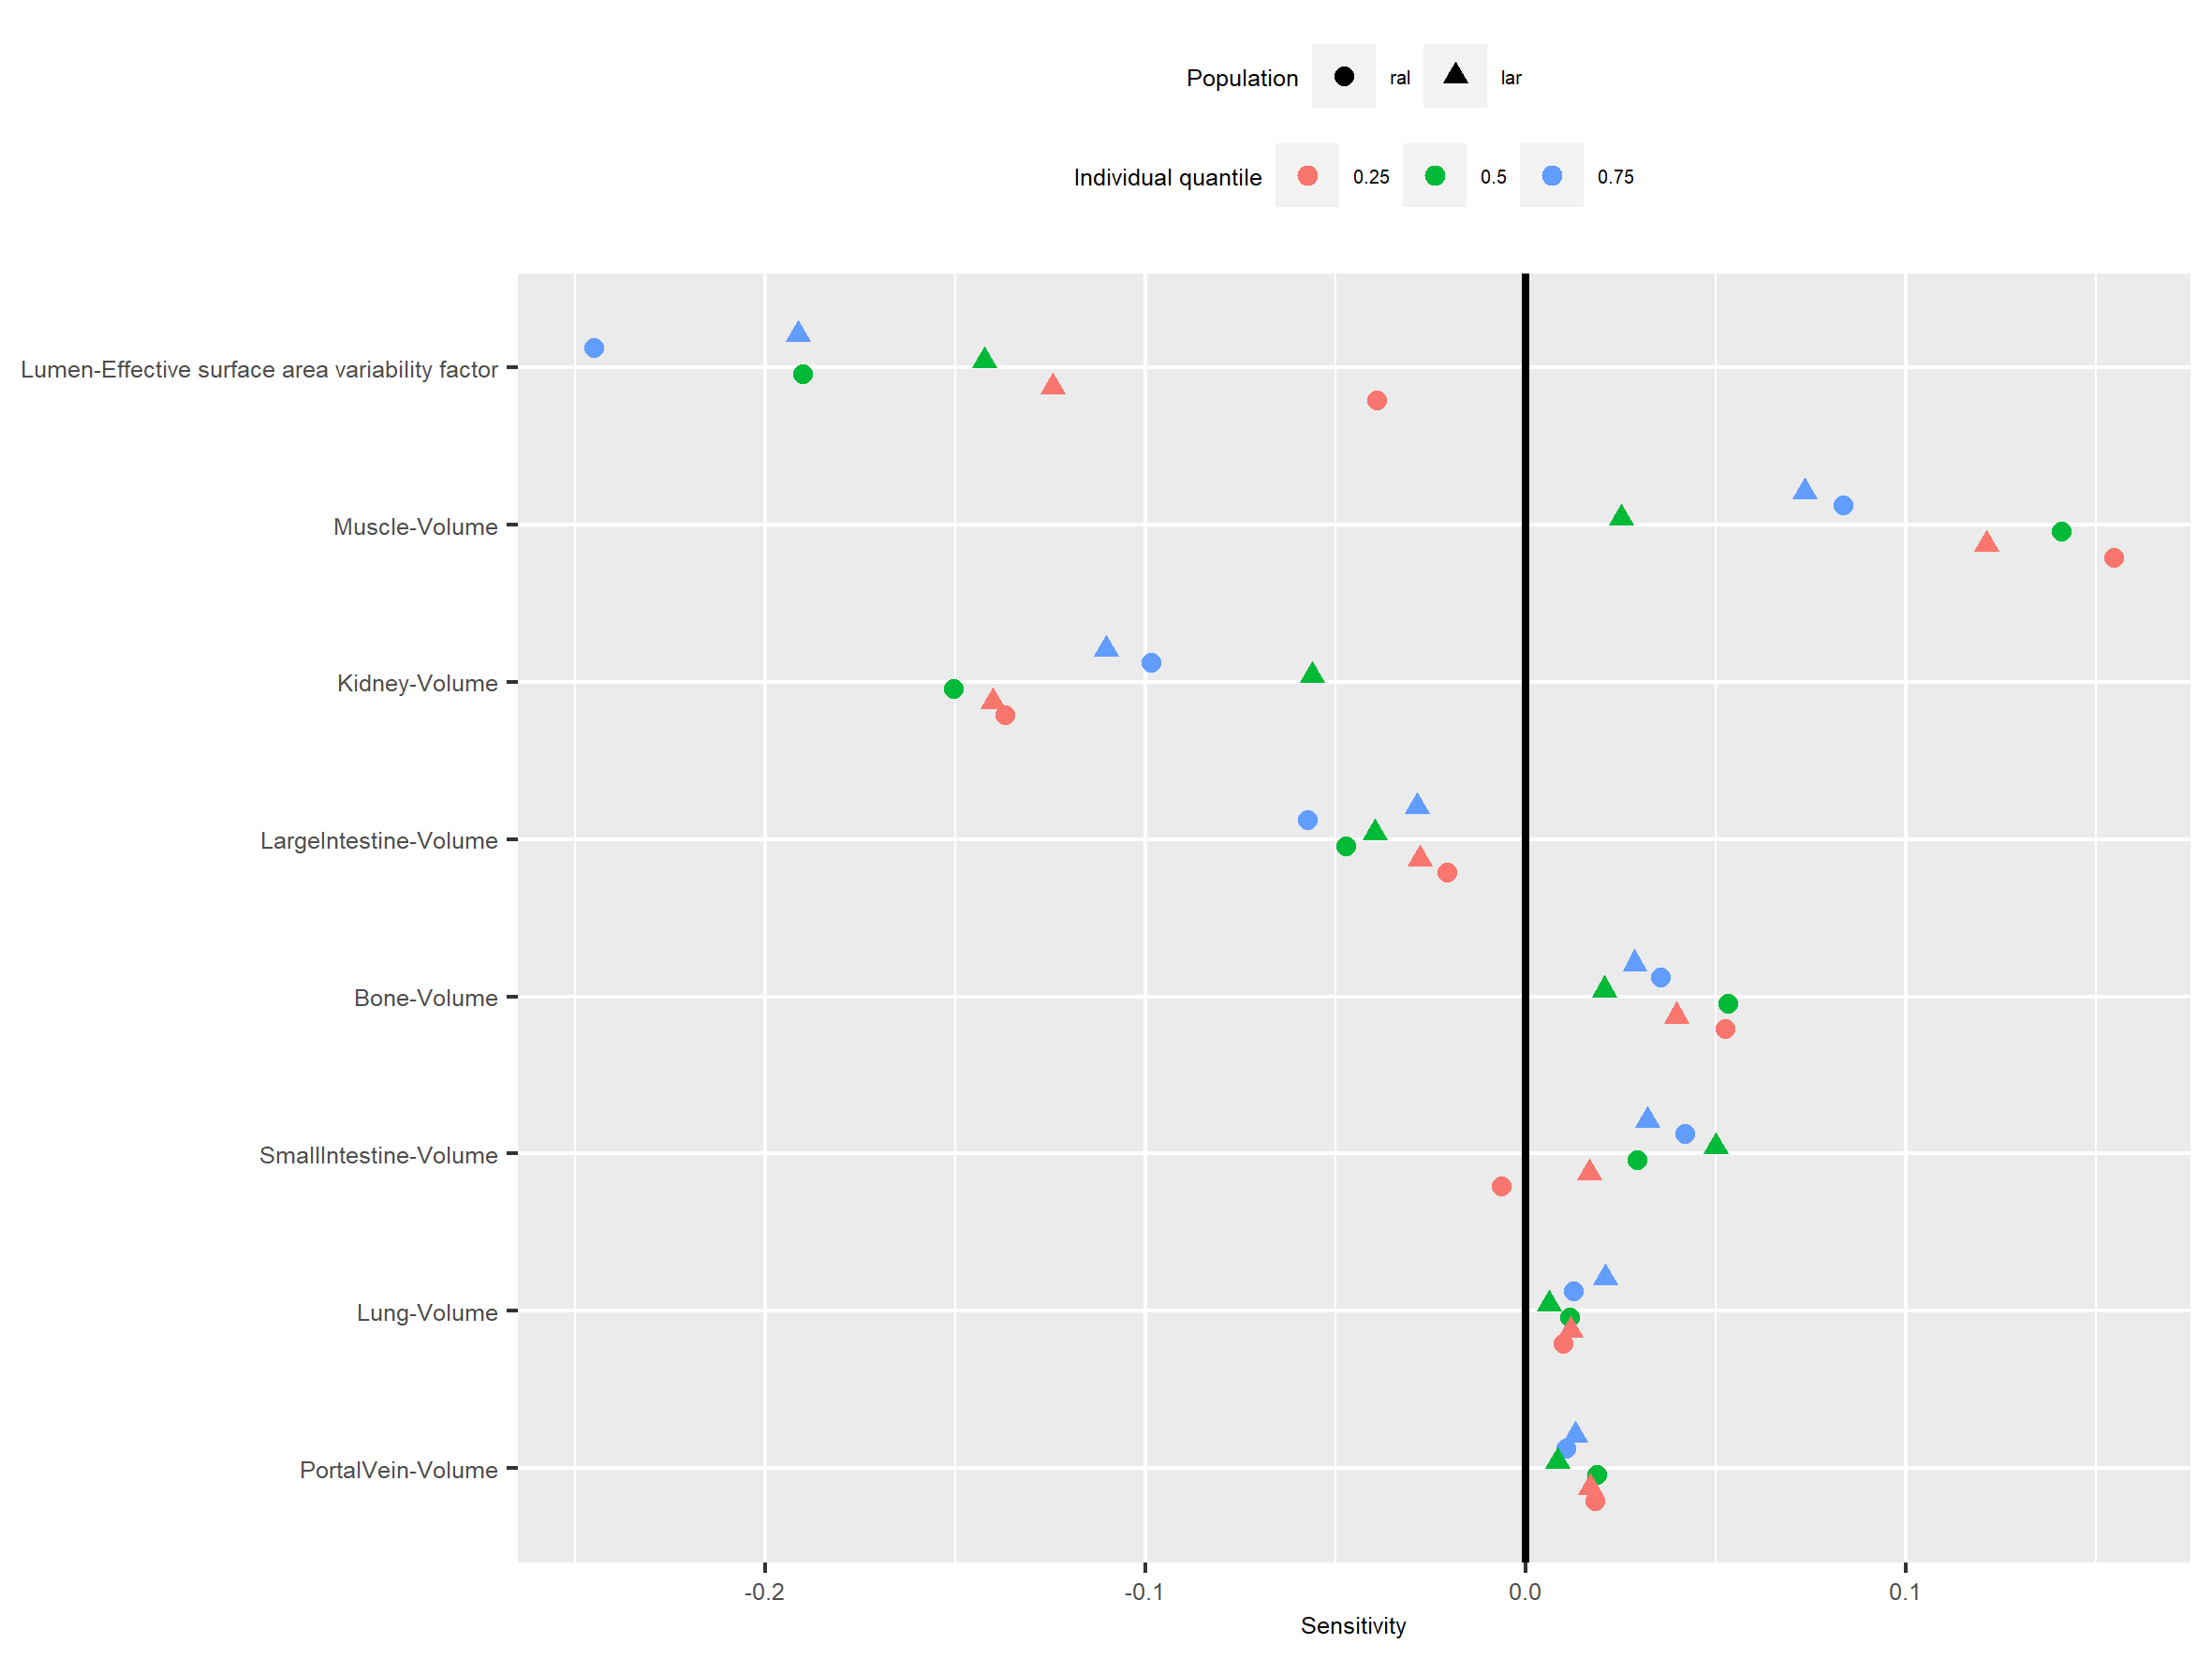 Population ral lar
Individual quantile 0.25 0.5 0.75
Lumen-Effective surface area variability factor
Muscle-Volume
Kidney-Volume
LargeIntestine-Volume
Bone-Volume
SmallIntestine-Volume
Lung-Volume
PortalVein-Volume
-0.2 -0.1 0.0 0.1
Sensitivity